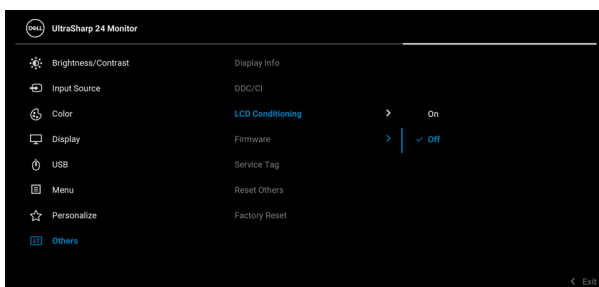 DELL UltraSharp 24 Monitor
Brightness/Contrast Display Info
Input Source DDC/CI
Color LCD Conditioning On
Display Firmware Off
USB Service Tag
Menu Reset Others
Personalize Factory Reset
Others
Exit